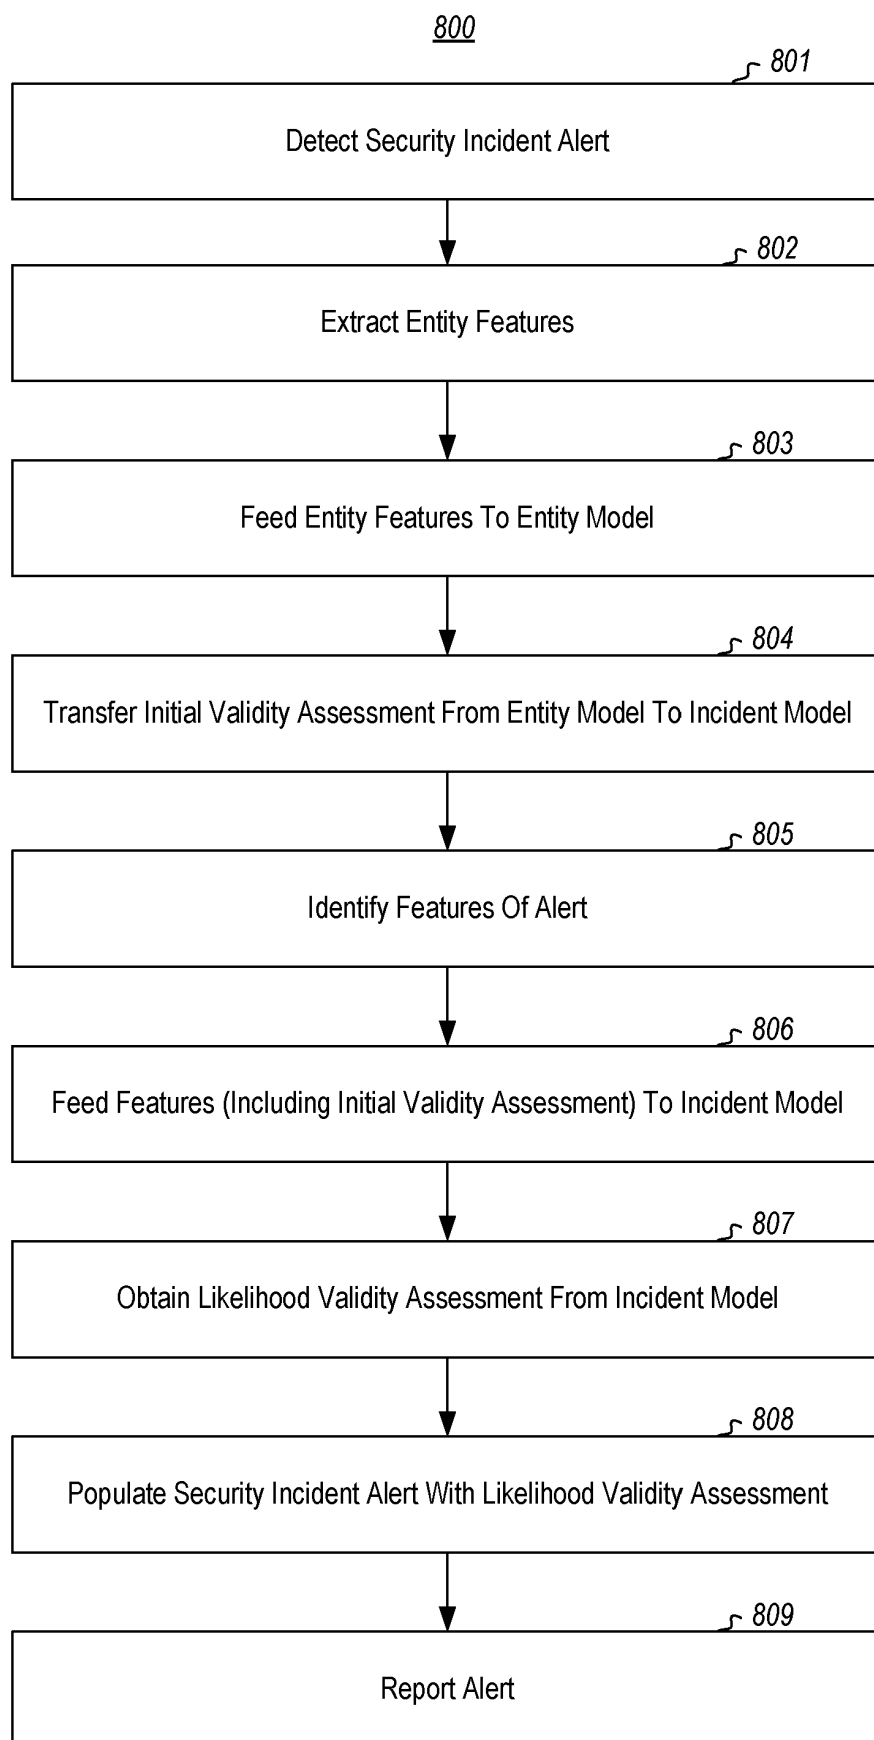 800
801
Detect Security Incident Alert
802
Extract Entity Features
803
Feed Entity Features To Entity Model
804
Transfer Initial Validity Assessment From Entity Model To Incident Model
805
Identify Features Of Alert
806
Feed Features (Including Initial Validity Assessment) To Incident Model
807
Obtain Likelihood Validity Assessment From Incident Model
808
Populate Security Incident Alert With Likelihood Validity Assessment
809
Report Alert